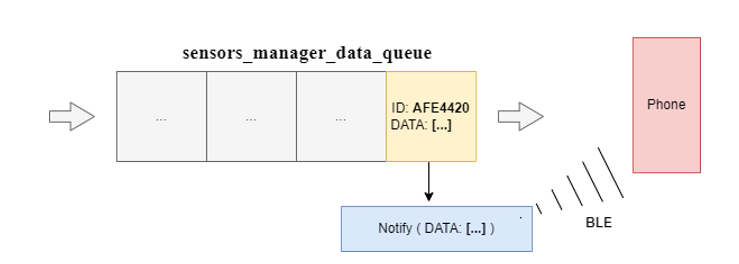 sensors_manager_data_queue
...
...
...
ID: AFE4420
DATA: [...]
Phone
Notify ( DATA: [...] )
BLE